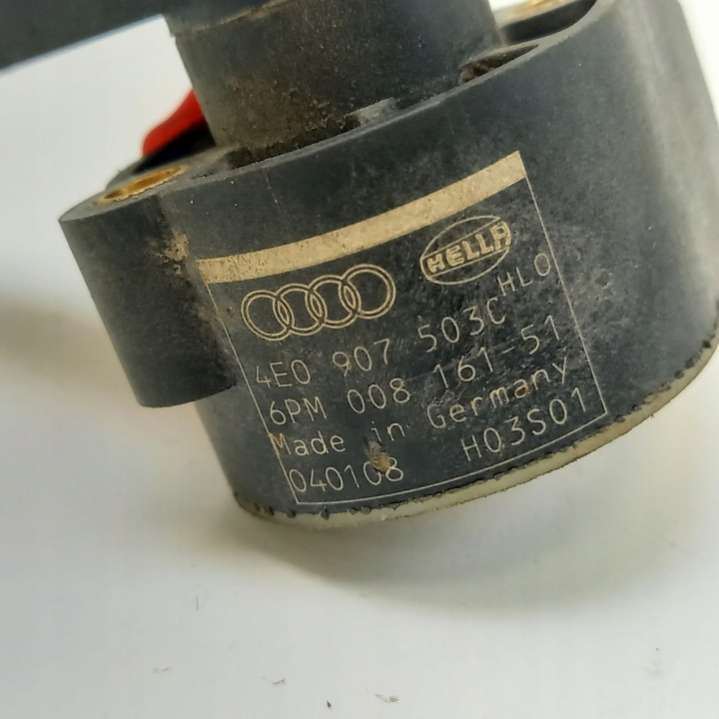 HELLA
4E0 907 503C HLO
6PM 008 161-51
Made in Germany
040108 H03S01